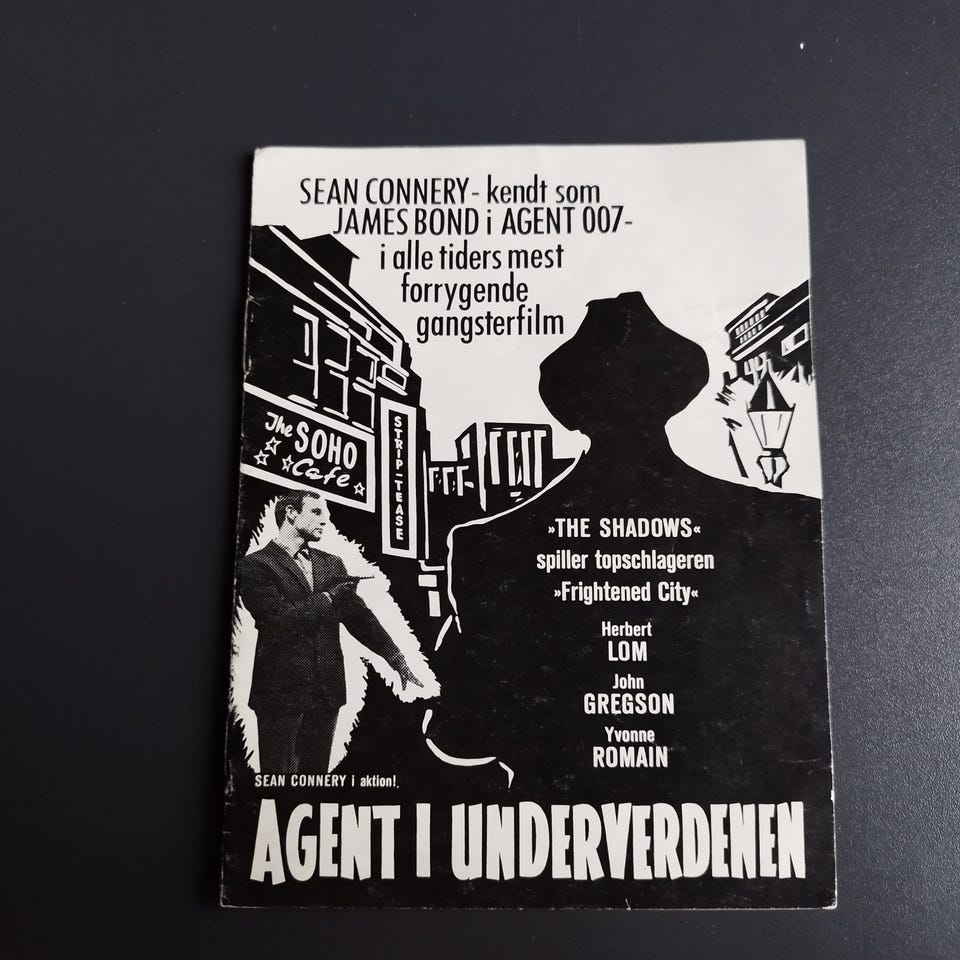 SEAN CONNERY - kendt som
JAMES BOND i AGENT 007-
i alle tiders mest
forrygende
gangsterfilm
The SOHO
Cafe
STRIP-TEASE
»THE SHADOWS«
spiller topschlageren
»Frightened City«
Herbert
LOM
John
GREGSON
Yvonne
ROMAIN
SEAN CONNERY i aktion!.
AGENT I UNDERVERDENEN